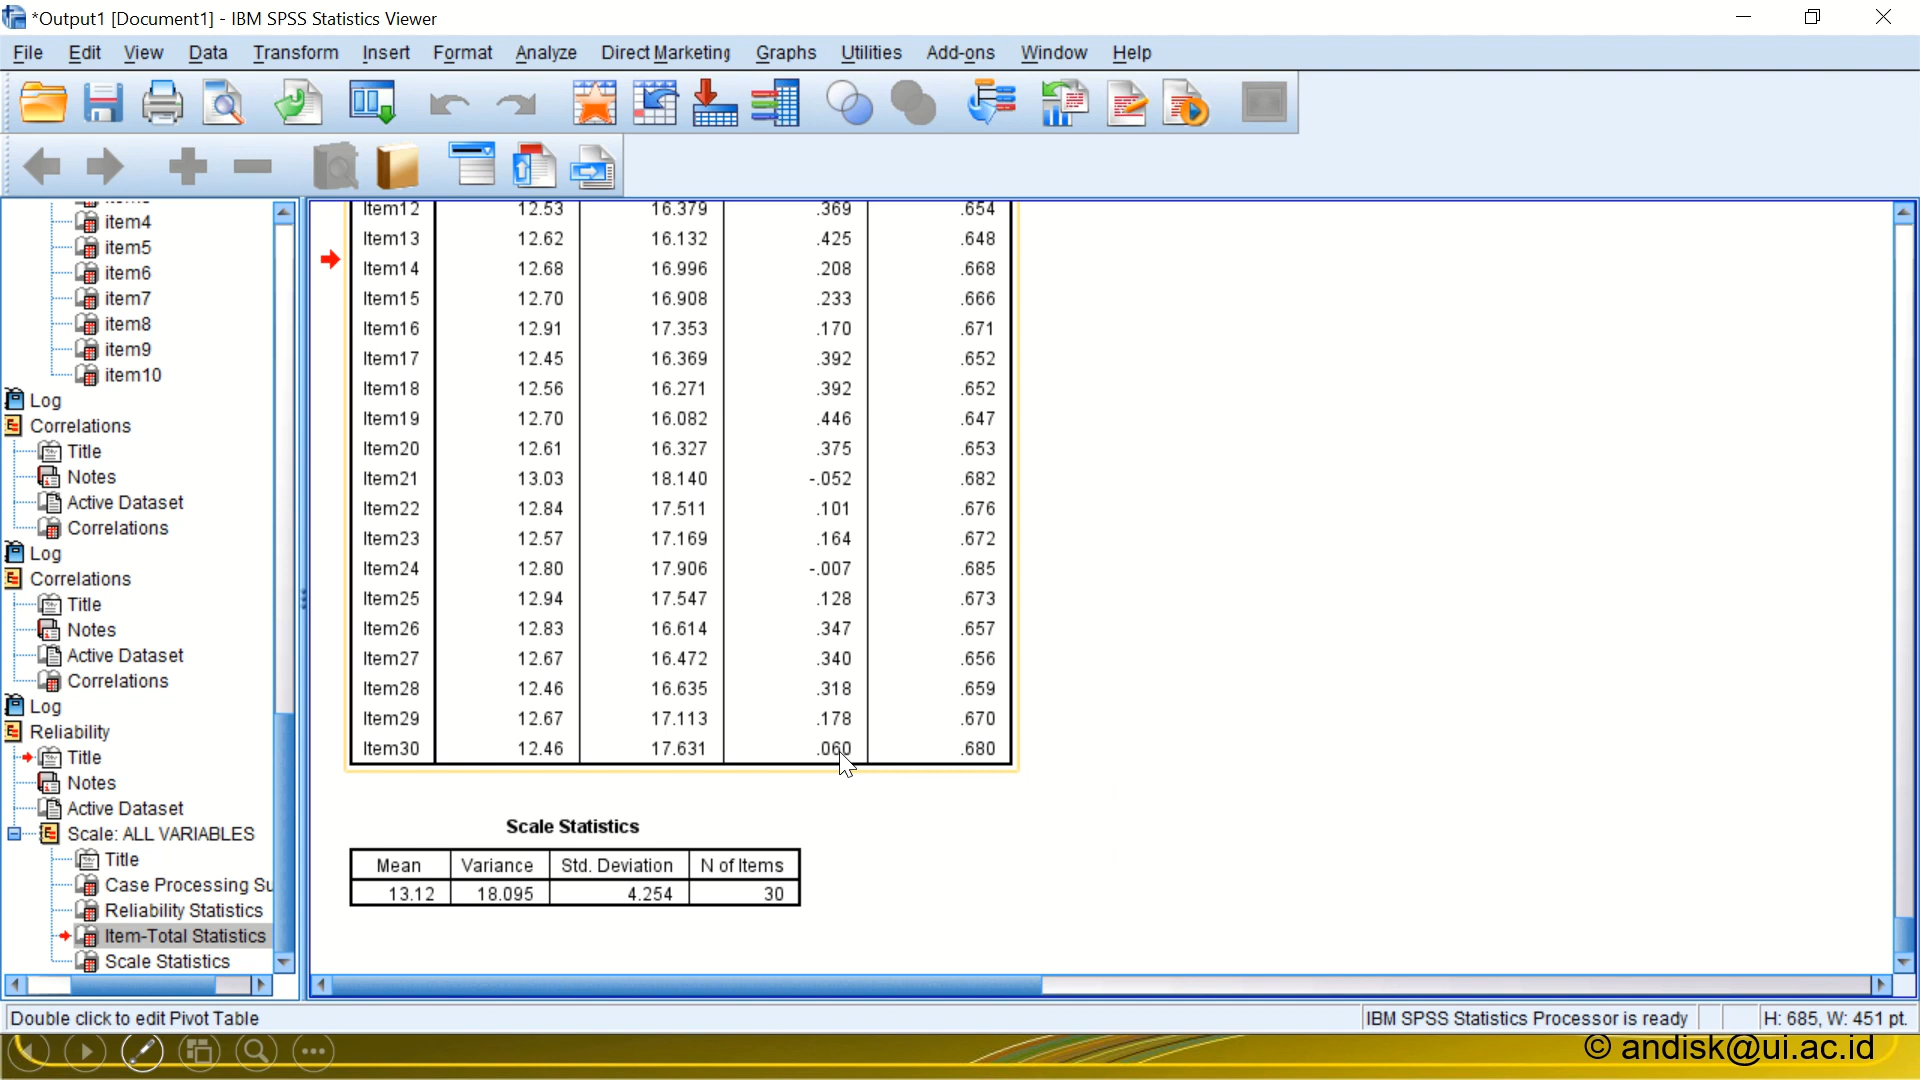 *Output1 [Document1] - IBM SPSS Statistics Viewer
File Edit View Data Transform Insert Format Analyze Direct Marketing Graphs Utilities Add-ons Window Help
item4
item5
item6
item7
item8
item9
item10
Log
Correlations
Title
Notes
Active Dataset
Correlations
Log
Correlations
Title
Notes
Active Dataset
Correlations
Log
Reliability
Title
Notes
Active Dataset
Scale: ALL VARIABLES
Title
Case Processing Su
Reliability Statistics
Item-Total Statistics
Scale Statistics
Item12 12.53 16.379 .369 .654
Item13 12.62 16.132 .425 .648
Item14 12.68 16.996 .208 .668
Item15 12.70 16.908 .233 .666
Item16 12.91 17.353 .170 .671
Item17 12.45 16.369 .392 .652
Item18 12.56 16.271 .392 .652
Item19 12.70 16.082 .446 .647
Item20 12.61 16.327 .375 .653
Item21 13.03 18.140 -.052 .682
Item22 12.84 17.511 .101 .676
Item23 12.57 17.169 .164 .672
Item24 12.80 17.906 -.007 .685
Item25 12.94 17.547 .128 .673
Item26 12.83 16.614 .347 .657
Item27 12.67 16.472 .340 .656
Item28 12.46 16.635 .318 .659
Item29 12.67 17.113 .178 .670
Item30 12.46 17.631 .060 .680
Scale Statistics
Mean Variance Std. Deviation N of Items
13.12 18.095 4.254 30
Double click to edit Pivot Table
IBM SPSS Statistics Processor is ready
H: 685, W: 451 pt.
© andisk@ui.ac.id